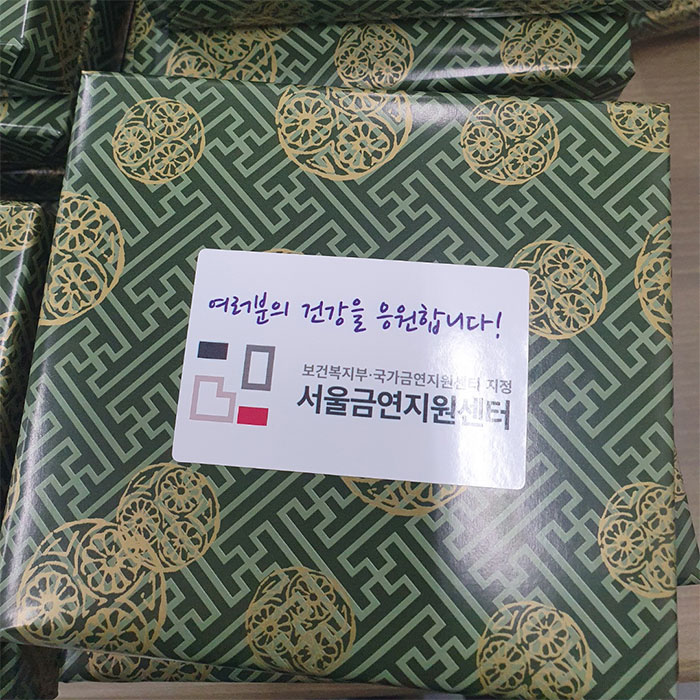 여러분의 건강을 응원합니다!
보건복지부·국가금연지원센터 지정
서울금연지원센터